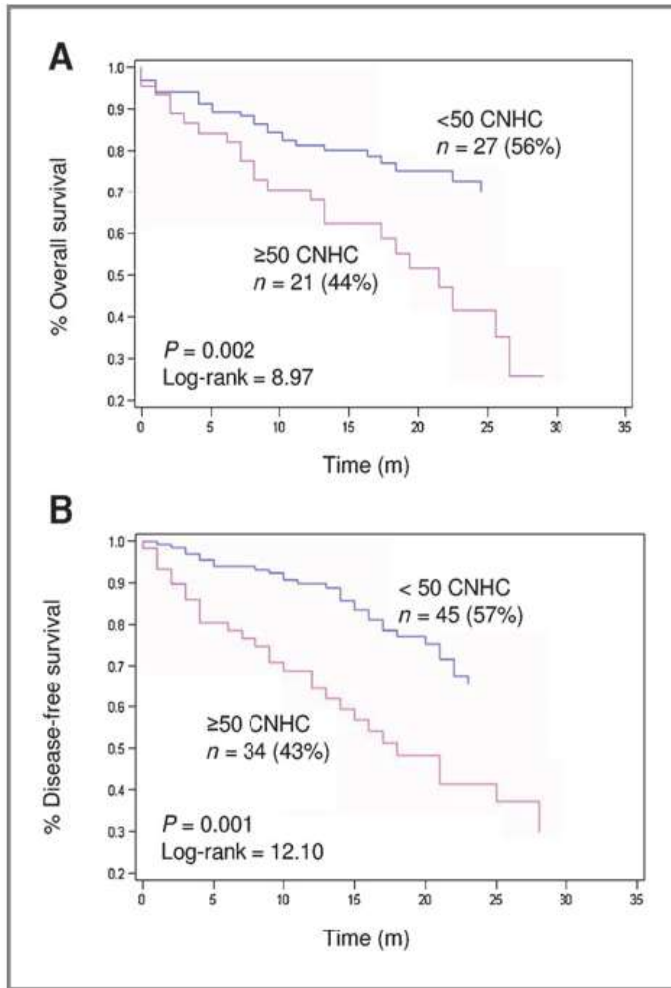 A
% Overall survival
1.0
0.9
0.8
0.7
0.6
0.5
0.4
0.3
0.2
<50 CNHC
n = 27 (56%)
≥50 CNHC
n = 21 (44%)
P = 0.002
Log-rank = 8.97
0 5 10 15 20 25 30 35
Time (m)
B
% Disease-free survival
1.0
0.9
0.8
0.7
0.6
0.5
0.4
0.3
0.2
< 50 CNHC
n = 45 (57%)
≥50 CNHC
n = 34 (43%)
P = 0.001
Log-rank = 12.10
0 5 10 15 20 25 30 35
Time (m)